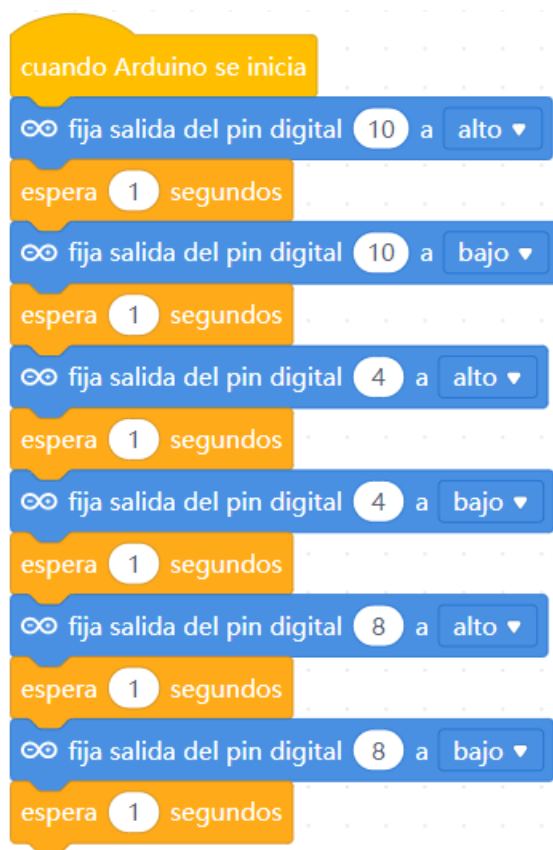 cuando Arduino se inicia
fija salida del pin digital 10 a alto
espera 1 segundos
fija salida del pin digital 10 a bajo
espera 1 segundos
fija salida del pin digital 4 a alto
espera 1 segundos
fija salida del pin digital 4 a bajo
espera 1 segundos
fija salida del pin digital 8 a alto
espera 1 segundos
fija salida del pin digital 8 a bajo
espera 1 segundos